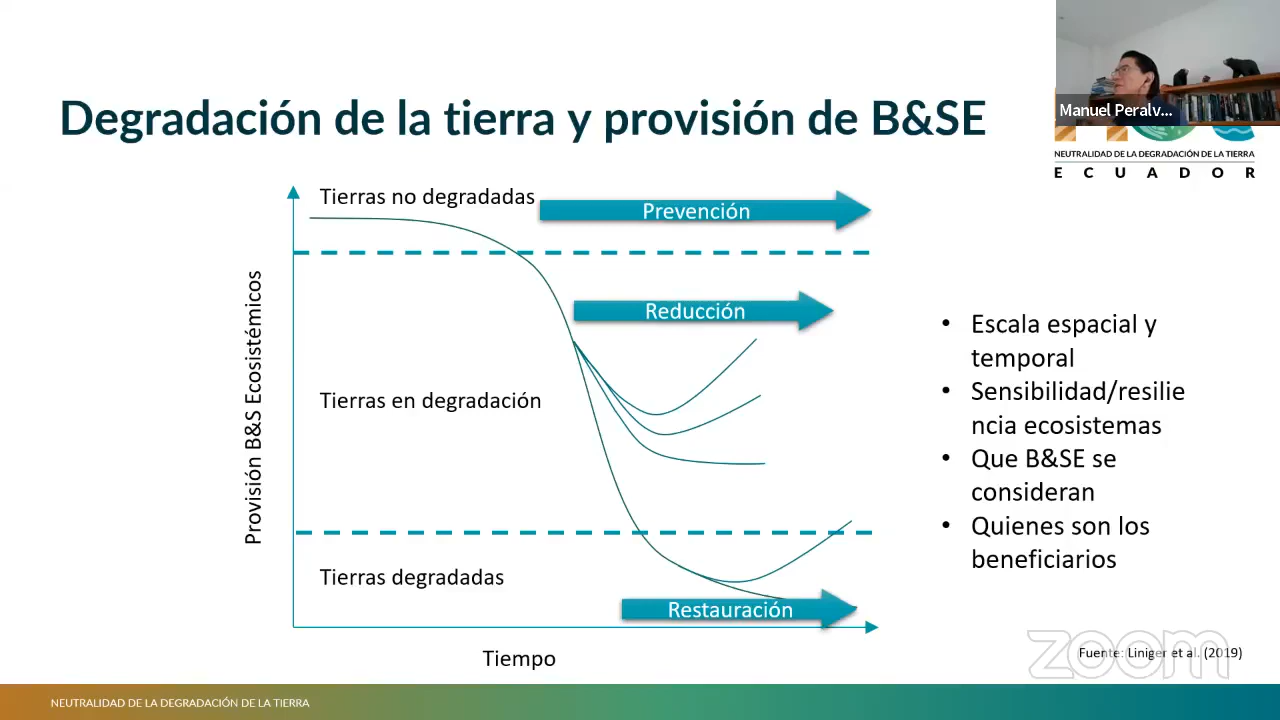 Manuel Peralv...
Degradación de la tierra y provisión de B&SE
NEUTRALIDAD DE LA DEGRADACIÓN DE LA TIERRA
ECUADOR
Tierras no degradadas
Prevención
Reducción
Provisión B&S Ecosistémicos
Tierras en degradación
Tierras degradadas
Restauración
Tiempo
• Escala espacial y
temporal
• Sensibilidad/resilie
ncia ecosistemas
• Que B&SE se
consideran
• Quienes son los
beneficiarios
zoom
Fuente: Liniger et al. (2019)
NEUTRALIDAD DE LA DEGRADACIÓN DE LA TIERRA